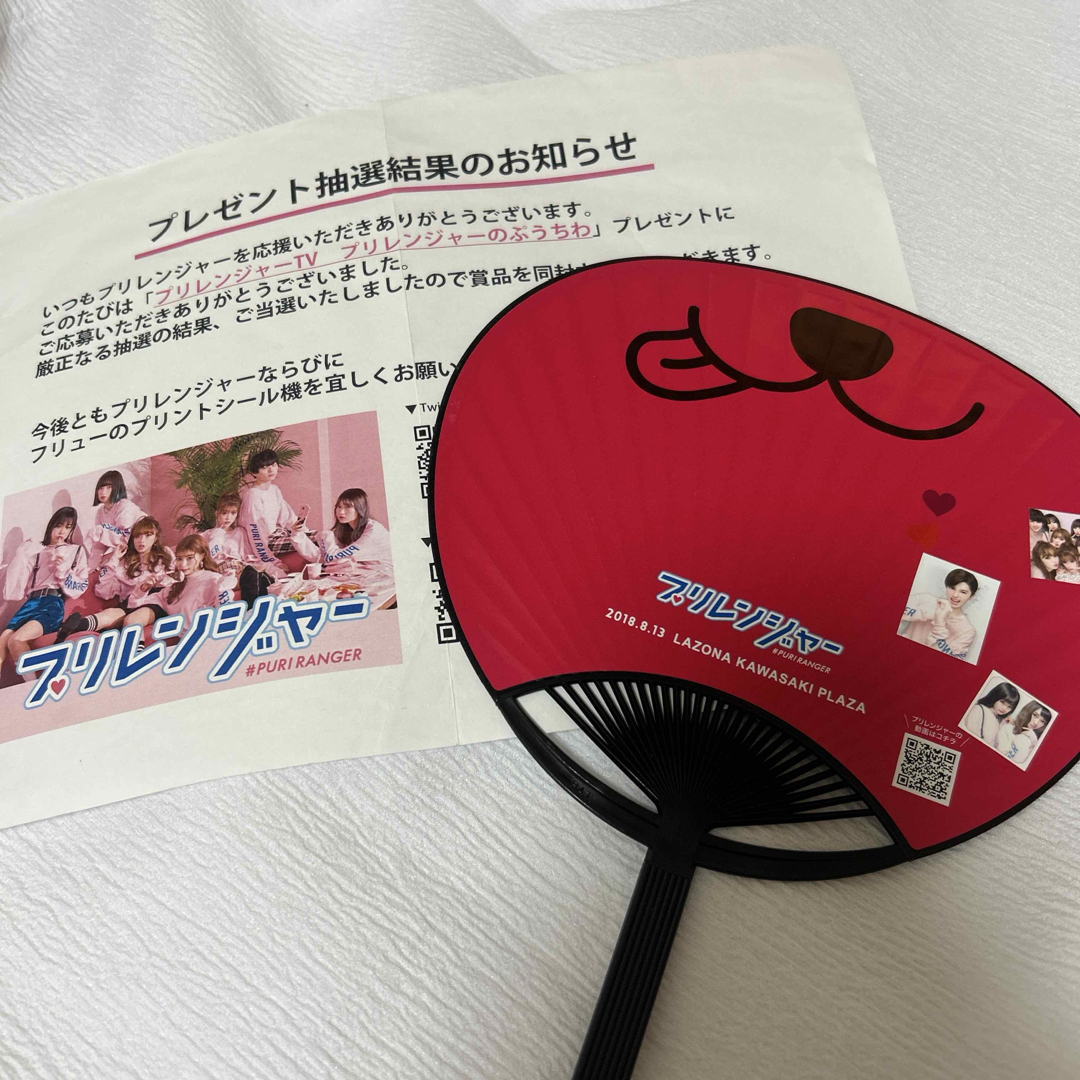 プレゼント抽選結果のお知らせ
いつもプリレンジャーを応援いただきありがとうございます。
このたびは「プリレンジャーTV プリレンジャーのぷうちわ」プレゼントに
ご応募いただきありがとうございました。
厳正なる抽選の結果、ご当選いたしましたので賞品を同封 だきます。
今後ともプリレンジャーならびに
フリューのプリントシール機を宜しくお願い
▼Twi
PURI RANGER
プリレンジャー
#PURI RANGER
プリレンジャー
#PURI RANGER
2018.8.13 LAZONA KAWASAKI PLAZA
プリレンジャーの
動画はコチラ